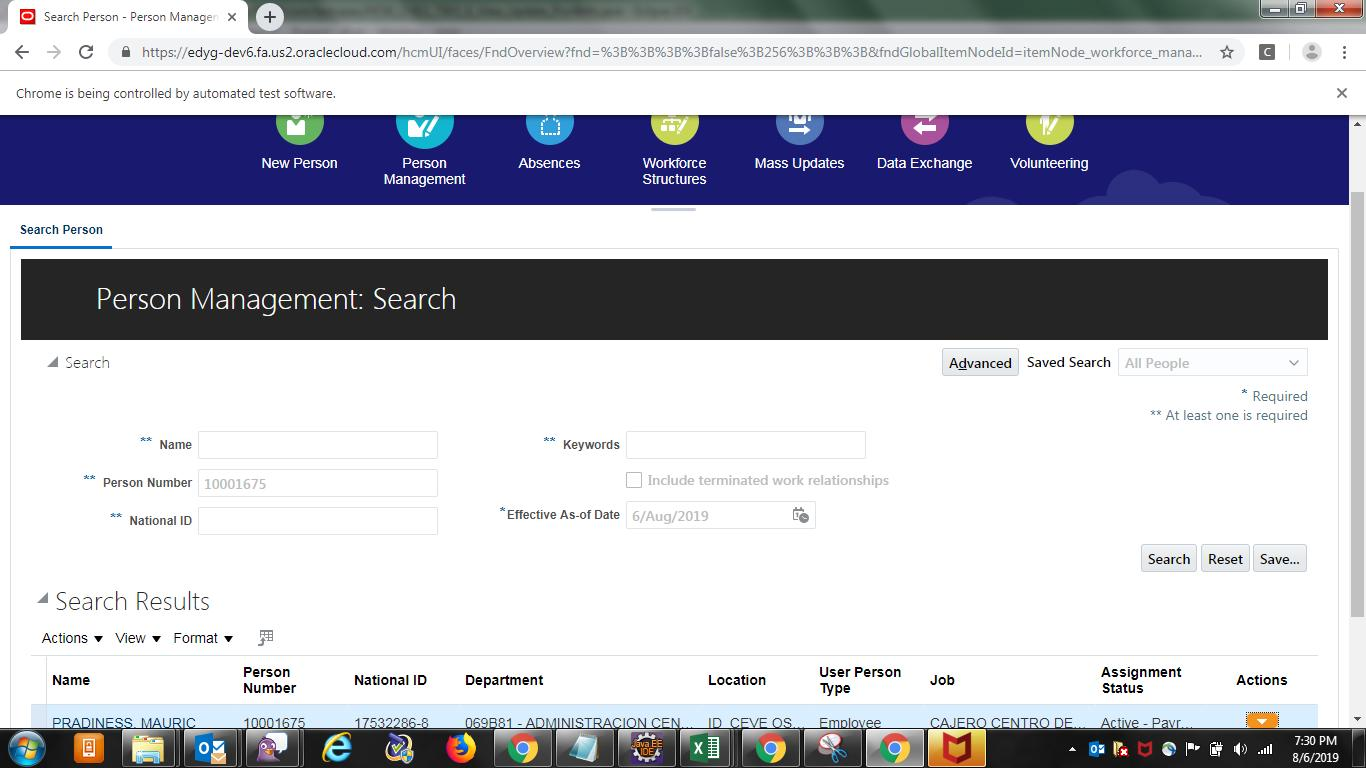 Search Person - Person Managen
https://edyg-dev6.fa.us2.oraclecloud.com/hcmUI/faces/FndOverview?fnd=%3B%3B%3B%3Bfalse%3B256%3B%3B%3B&fndGlobalItemNodeId=itemNode_workforce_mana...
C
Chrome is being controlled by automated test software.
New Person
Person Management
Absences
Workforce Structures
Mass Updates
Data Exchange
Volunteering
Search Person
Person Management: Search
Search
Advanced Saved Search All People
* Required
** At least one is required
** Name
** Keywords
** Person Number 10001675
Include terminated work relationships
** National ID
*Effective As-of Date 6/Aug/2019
Search Reset Save...
Search Results
Actions View Format
Name Person Number National ID Department Location User Person Type Job Assignment Status Actions
PRADINESS, MAURIC 10001675 17532286-8 069B81 - ADMINISTRACION CEN... ID_CEVE OS... Employee CAJERO CENTRO DE... Active - Payr...
Java EE
IDE
7:30 PM
8/6/2019